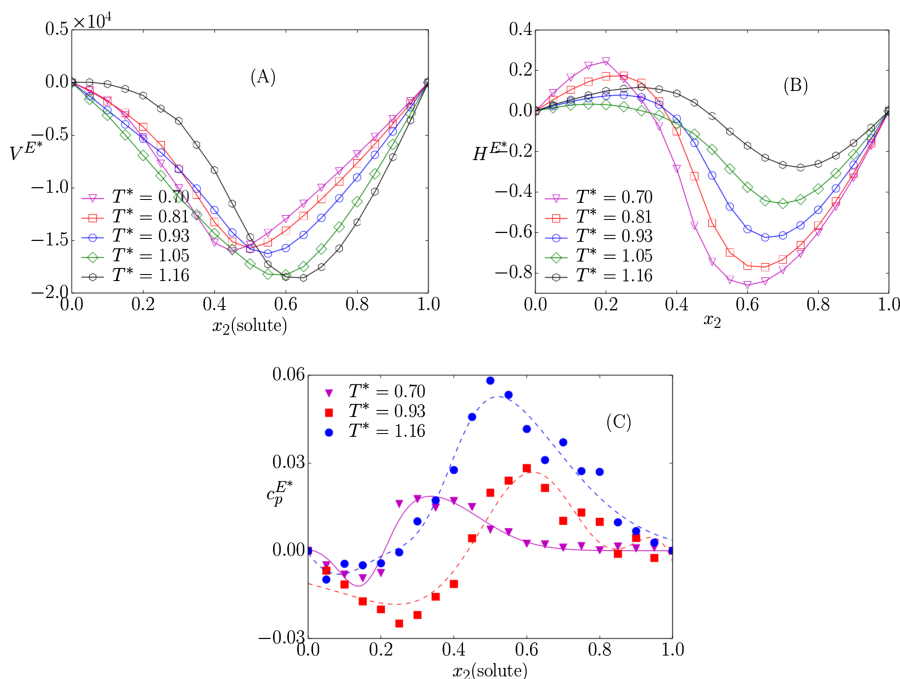 0.5 ×10⁴
0.0
−0.5
−1.0
−1.5
−2.0
V^{E*}
(A)
T* = 0.70
T* = 0.81
T* = 0.93
T* = 1.05
T* = 1.16
0.0 0.2 0.4 0.6 0.8 1.0
x₂(solute)
0.4
0.2
0.0
−0.2
−0.4
−0.6
−0.8
H^{E*}
(B)
T* = 0.70
T* = 0.81
T* = 0.93
T* = 1.05
T* = 1.16
0.0 0.2 0.4 0.6 0.8 1.0
x₂
0.06
0.03
0.00
−0.03
c_p^{E*}
T* = 0.70
T* = 0.93
T* = 1.16
(C)
0.0 0.2 0.4 0.6 0.8 1.0
x₂(solute)